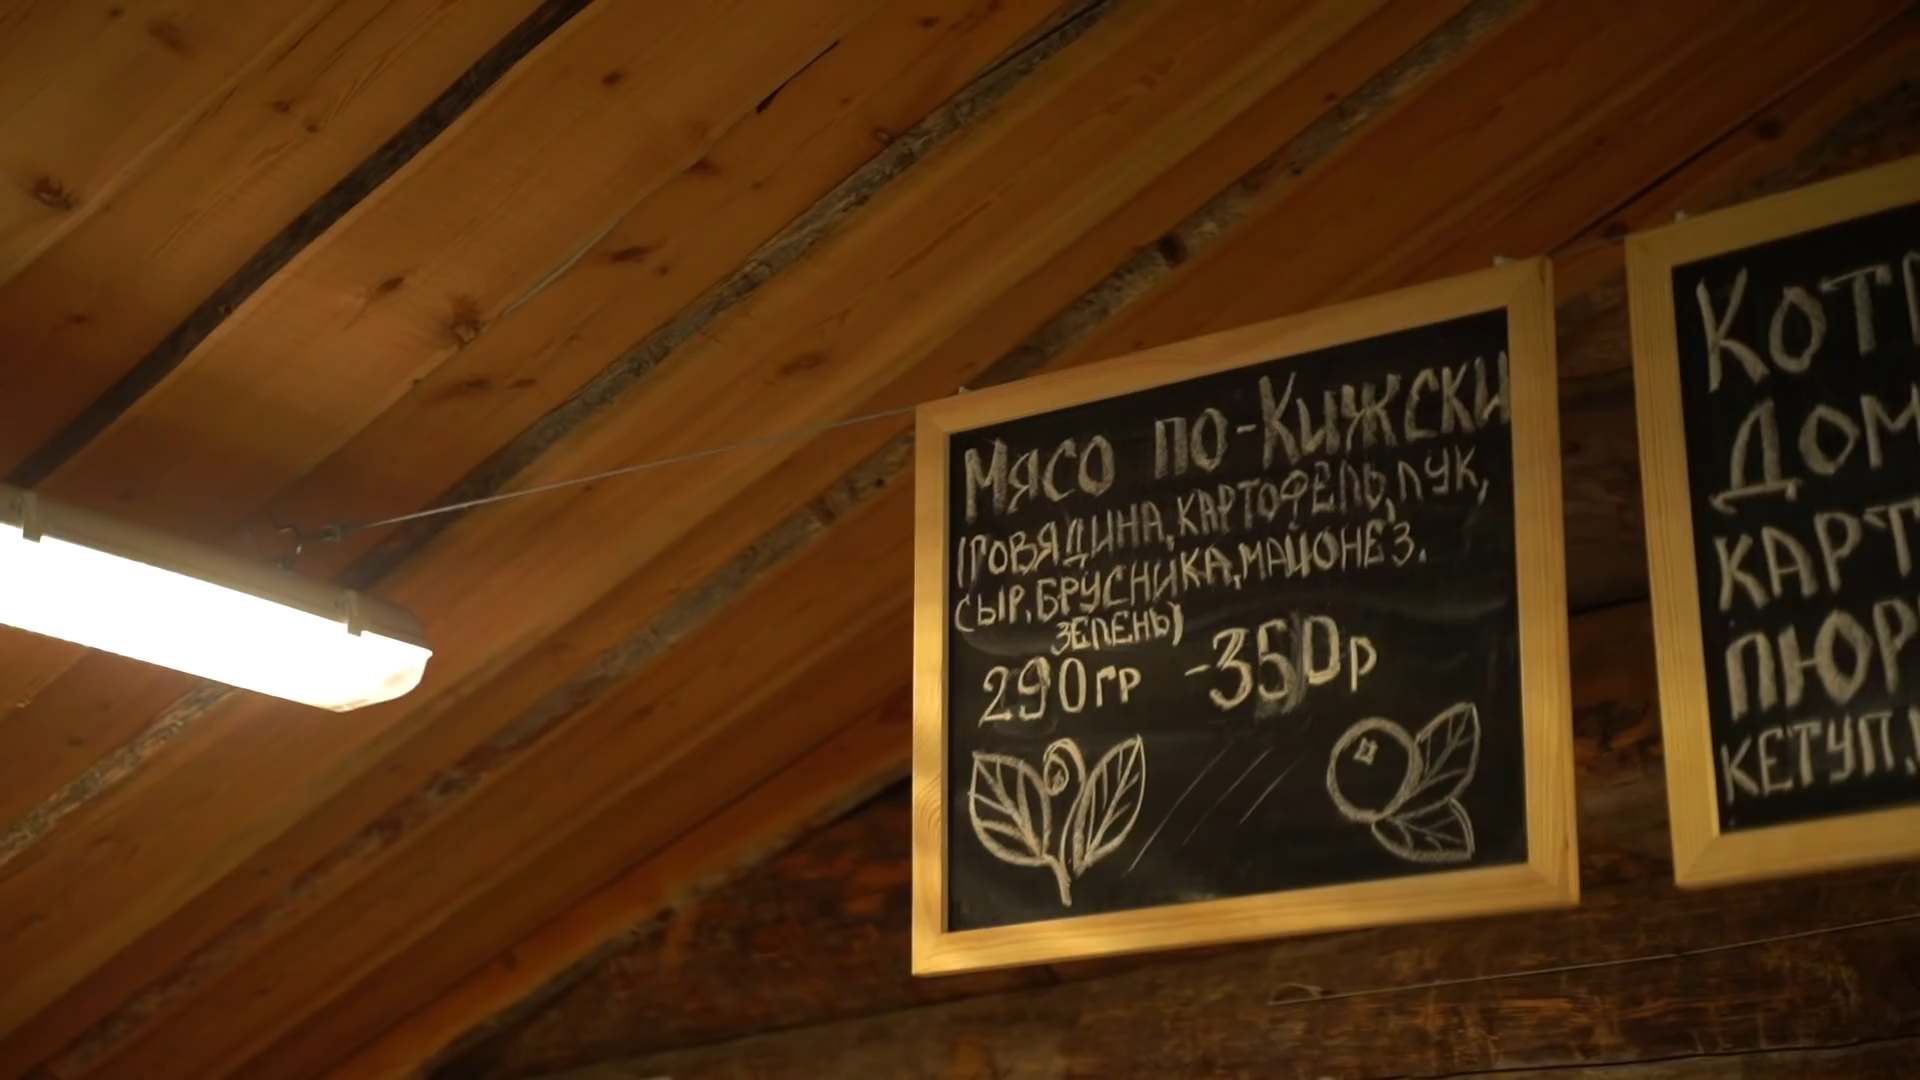 Мясо по-Кижски
(говядина, картофель, лук,
сыр, брусника, майонез.
зелень)
290гр -350р
Кот
дом
карт
пюр
кетуп,